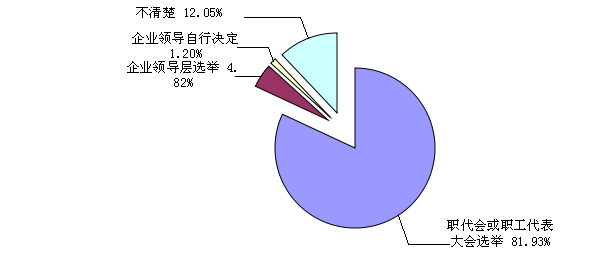 不清楚 12.05%
企业领导自行决定
1.20%
企业领导层选举 4.
82%
职代会或职工代表
大会选举 81.93%